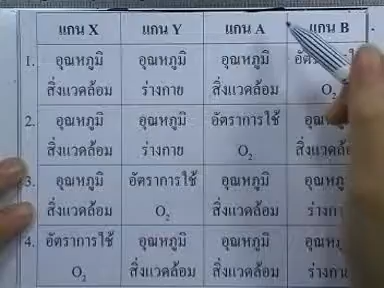 แกน X แกน Y แกน A แกน B
1. อุณหภูมิ อุณหภูมิ อุณหภูมิ
สิ่งแวดล้อม ร่างกาย สิ่งแวดล้อม O₂
2. อุณหภูมิ อุณหภูมิ อัตราการใช้
สิ่งแวดล้อม ร่างกาย O₂
3. อุณหภูมิ อัตราการใช้ อุณหภูมิ
สิ่งแวดล้อม O₂ สิ่งแวดล้อม
4. อัตราการใช้ อุณหภูมิ อุณหภูมิ
O₂ สิ่งแวดล้อม สิ่งแวดล้อม